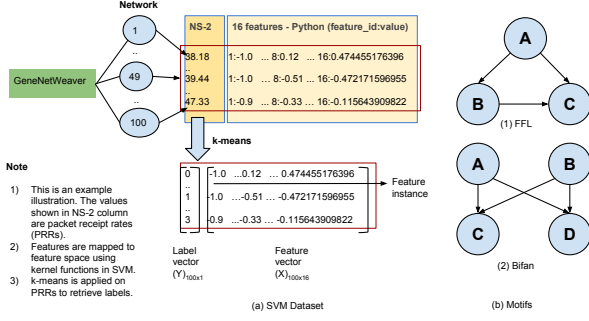 Network
NS-2
16 features - Python (feature_id:value)
1
..
49
..
100
GeneNetWeaver
38.18 1:-1.0 ... 8:0.12 ... 16:0.474455176396
..
39.44 1:-1.0 ... 8:-0.51 ... 16:-0.472171596955
..
47.33 1:-0.9 ... 8:-0.33 ... 16:-0.115643909822
k-means
0 -1.0 ...0.12 ... 0.474455176396
..
1 -1.0 ...-0.51 ... -0.472171596955
..
3 -0.9 ...-0.33 ... -0.115643909822
Feature
instance
Label
vector
(Y)100x1
Feature
vector
(X)100x16
Note
1) This is an example
illustration. The values
shown in NS-2 column
are packet receipt rates
(PRRs).
2) Features are mapped to
feature space using
kernel functions in SVM.
3) k-means is applied on
PRRs to retrieve labels.
(a) SVM Dataset
A
B
C
(1) FFL
A
B
C
D
(2) Bifan
(b) Motifs